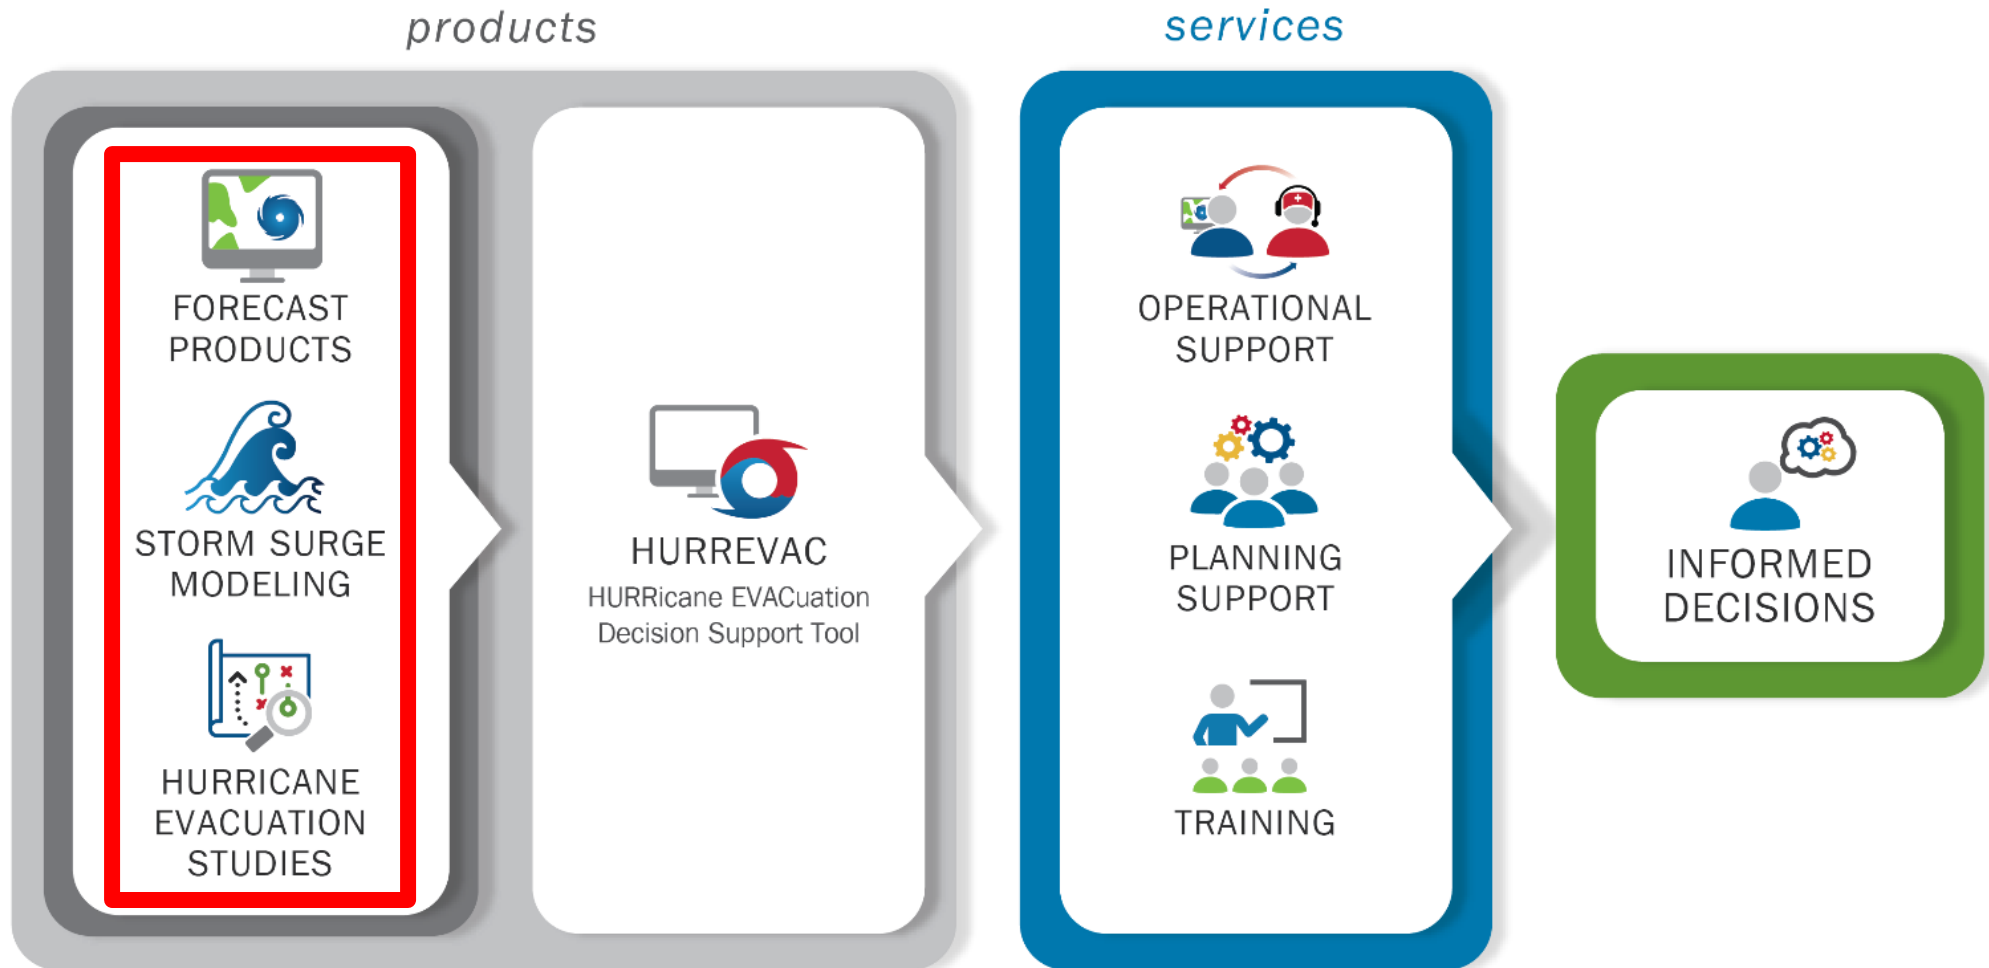 products
services
FORECAST
PRODUCTS
STORM SURGE
MODELING
HURRICANE
EVACUATION
STUDIES
HURREVAC
HURRicane EVACuation
Decision Support Tool
OPERATIONAL
SUPPORT
PLANNING
SUPPORT
TRAINING
INFORMED
DECISIONS